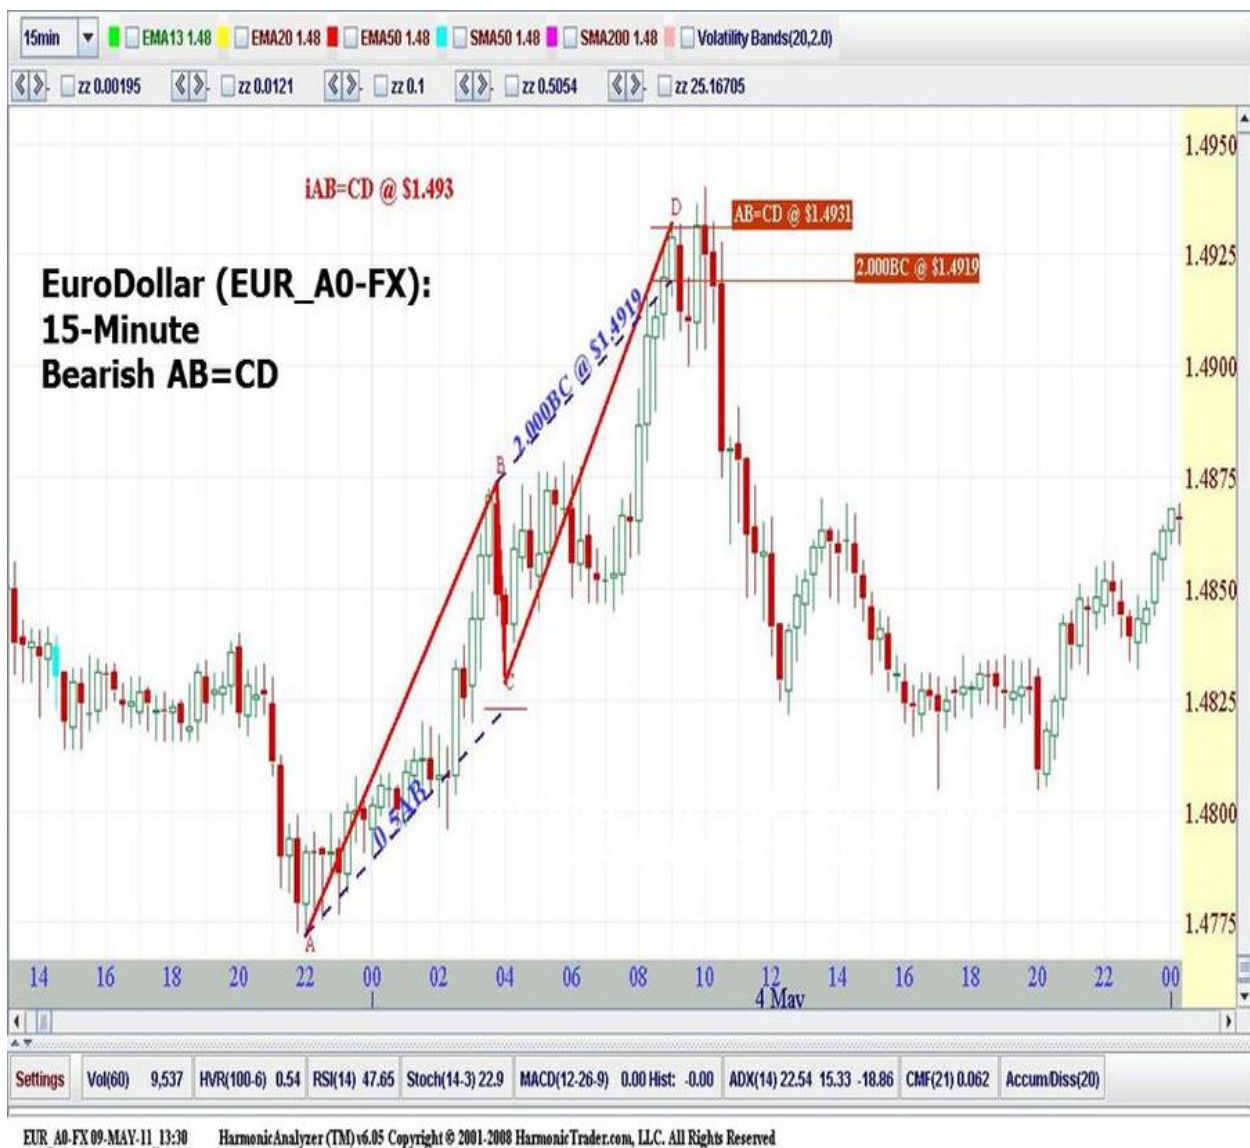 15min EMA13 1.48 EMA20 1.48 EMA50 1.48 SMA50 1.48 SMA200 1.48 Volatility Bands(20,2.0)
zz 0.00195 zz 0.0121 zz 0.1 zz 0.5054 zz 25.16705
1.4950
iAB=CD @ $1.493
D
AB=CD @ $1.4931
1.4925
2.000BC @ $1.4919
EuroDollar (EUR_A0-FX):
15-Minute
Bearish AB=CD
2.000BC @ $1.4919
1.4900
B
1.4875
1.4850
C
1.4825
0.5AB
1.4800
A
1.4775
14 16 18 20 22 00 02 04 06 08 10 12 14 16 18 20 22 00
4 May
Settings Vol(60) 9,537 HVR(100-6) 0.54 RSI(14) 47.65 Stoch(14-3) 22.9 MACD(12-26-9) 0.00 Hist: -0.00 ADX(14) 22.54 15.33 -18.86 CMF(21) 0.062 Accum/Diss(20)
EUR_A0-FX 09-MAY-11_13:30 HarmonicAnalyzer (TM) v6.05 Copyright © 2001-2008 HarmonicTrader.com, LLC. All Rights Reserved